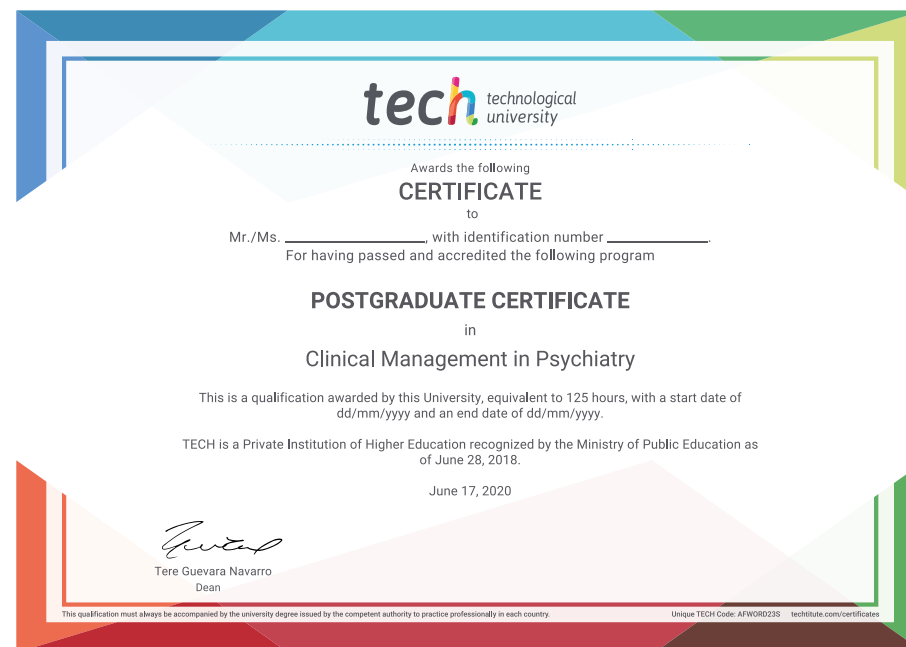 tech technological
university
Awards the following
CERTIFICATE
to
Mr./Ms. ____________________, with identification number ______________.
For having passed and accredited the following program
POSTGRADUATE CERTIFICATE
in
Clinical Management in Psychiatry
This is a qualification awarded by this University, equivalent to 125 hours, with a start date of
dd/mm/yyyy and an end date of dd/mm/yyyy.
TECH is a Private Institution of Higher Education recognized by the Ministry of Public Education as
of June 28, 2018.
June 17, 2020
Tere Guevara Navarro
Dean
This qualification must always be accompanied by the university degree issued by the competent authority to practice professionally in each country. Unique TECH Code: AFWORD23S techtitute.com/certificates